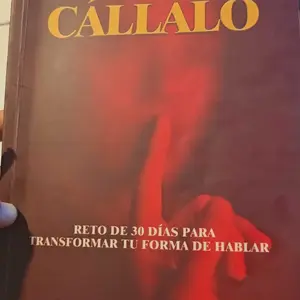 CÁLLALO
RETO DE 30 DÍAS PARA
TRANSFORMAR TU FORMA DE HABLAR